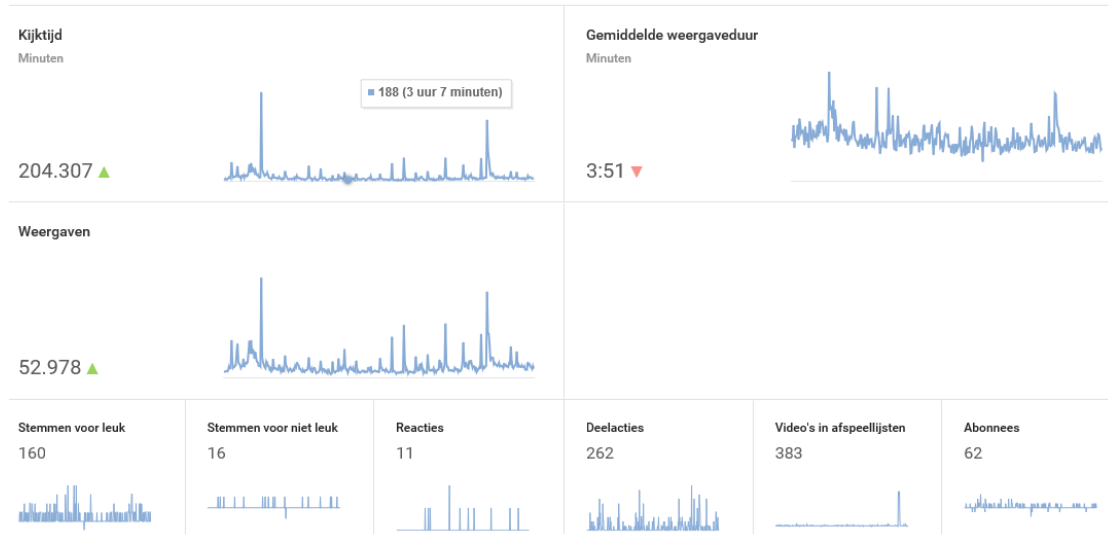 Kijktijd
Minuten
188 (3 uur 7 minuten)
204.307
Gemiddelde weergaveduur
Minuten
3:51
Weergaven
52.978
Stemmen voor leuk
160
Stemmen voor niet leuk
16
Reacties
11
Deelacties
262
Video's in afspeellijsten
383
Abonnees
62